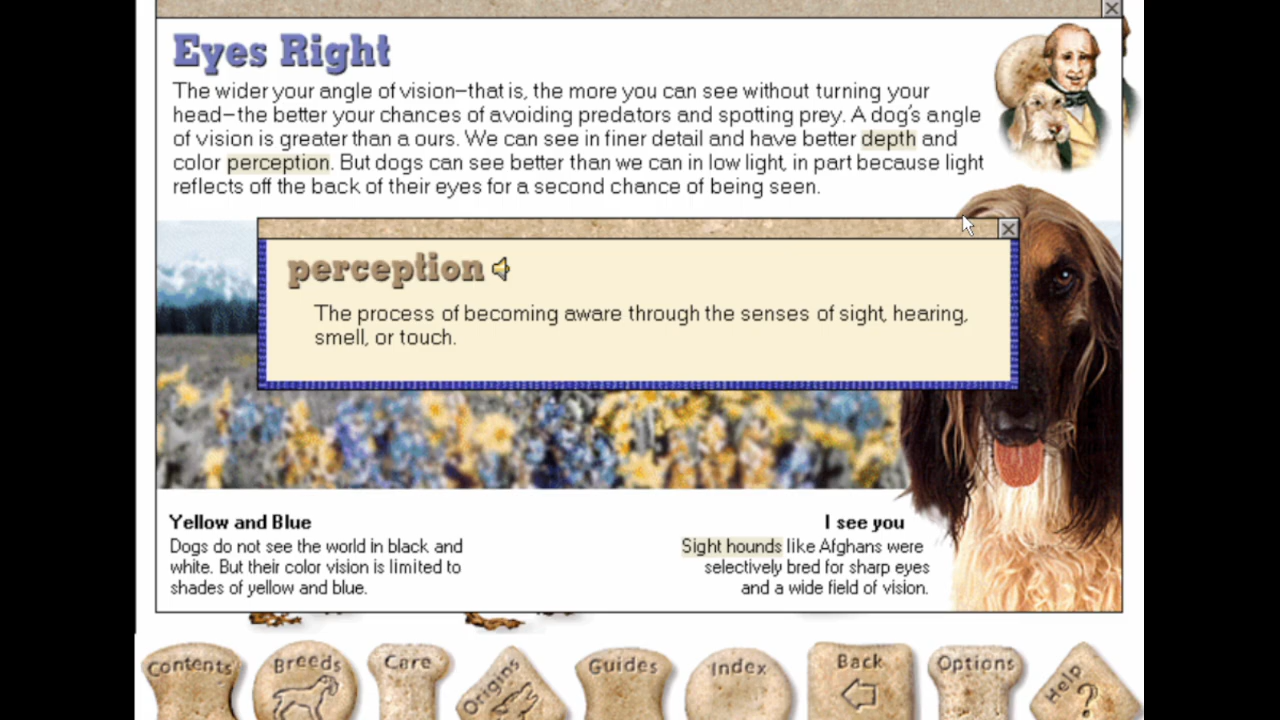 Eyes Right
The wider your angle of vision—that is, the more you can see without turning your
head—the better your chances of avoiding predators and spotting prey. A dog's angle
of vision is greater than a ours. We can see in finer detail and have better depth and
color perception. But dogs can see better than we can in low light, in part because light
reflects off the back of their eyes for a second chance of being seen.
perception
The process of becoming aware through the senses of sight, hearing,
smell, or touch.
Yellow and Blue
Dogs do not see the world in black and
white. But their color vision is limited to
shades of yellow and blue.
I see you
Sight hounds like Afghans were
selectively bred for sharp eyes
and a wide field of vision.
Contents Breeds Care Origins Guides Index Back Options Help ?